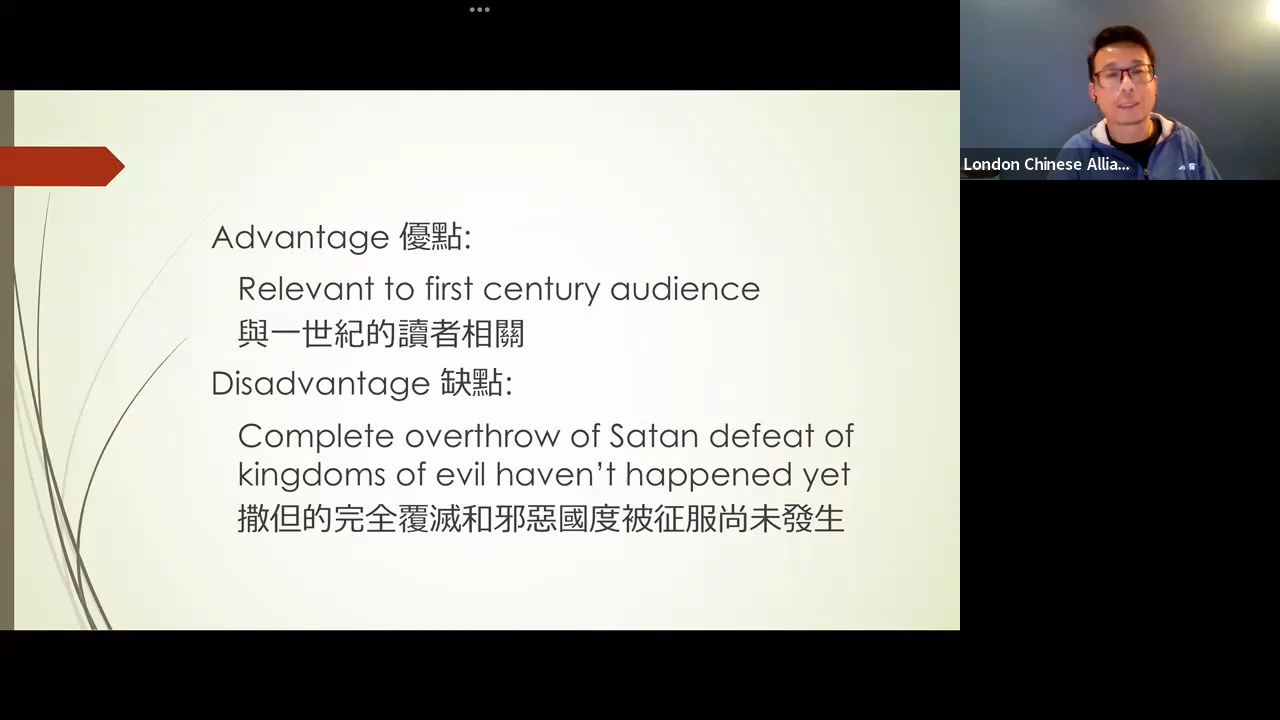 Advantage 優點:
Relevant to first century audience
與一世紀的讀者相關
Disadvantage 缺點:
Complete overthrow of Satan defeat of
kingdoms of evil haven’t happened yet
撒但的完全覆滅和邪惡國度被征服尚未發生
London Chinese Allia...